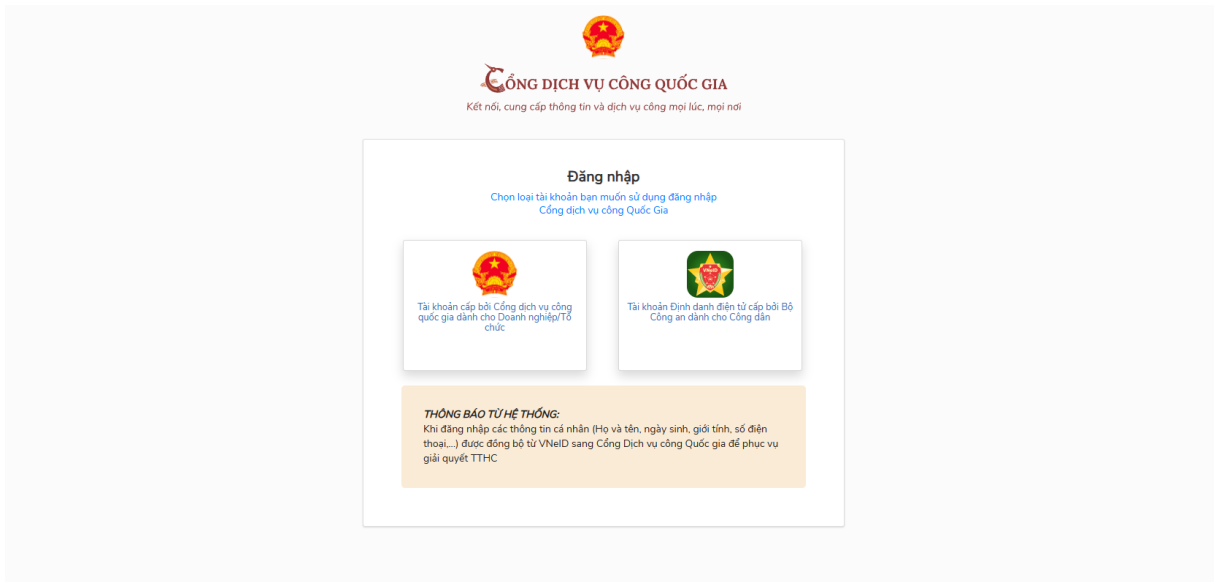 CỔNG DỊCH VỤ CÔNG QUỐC GIA
Kết nối, cung cấp thông tin và dịch vụ công mọi lúc, mọi nơi
Đăng nhập
Chọn loại tài khoản bạn muốn sử dụng đăng nhập
Cổng dịch vụ công Quốc Gia
Tài khoản cấp bởi Cổng dịch vụ công
quốc gia dành cho Doanh nghiệp/Tổ
chức
VNeID
Tài khoản Định danh điện tử cấp bởi Bộ
Công an dành cho Công dân
THÔNG BÁO TỪ HỆ THỐNG:
Khi đăng nhập các thông tin cá nhân (Họ và tên, ngày sinh, giới tính, số điện
thoại,...) được đồng bộ từ VNeID sang Cổng Dịch vụ công Quốc gia để phục vụ
giải quyết TTHC